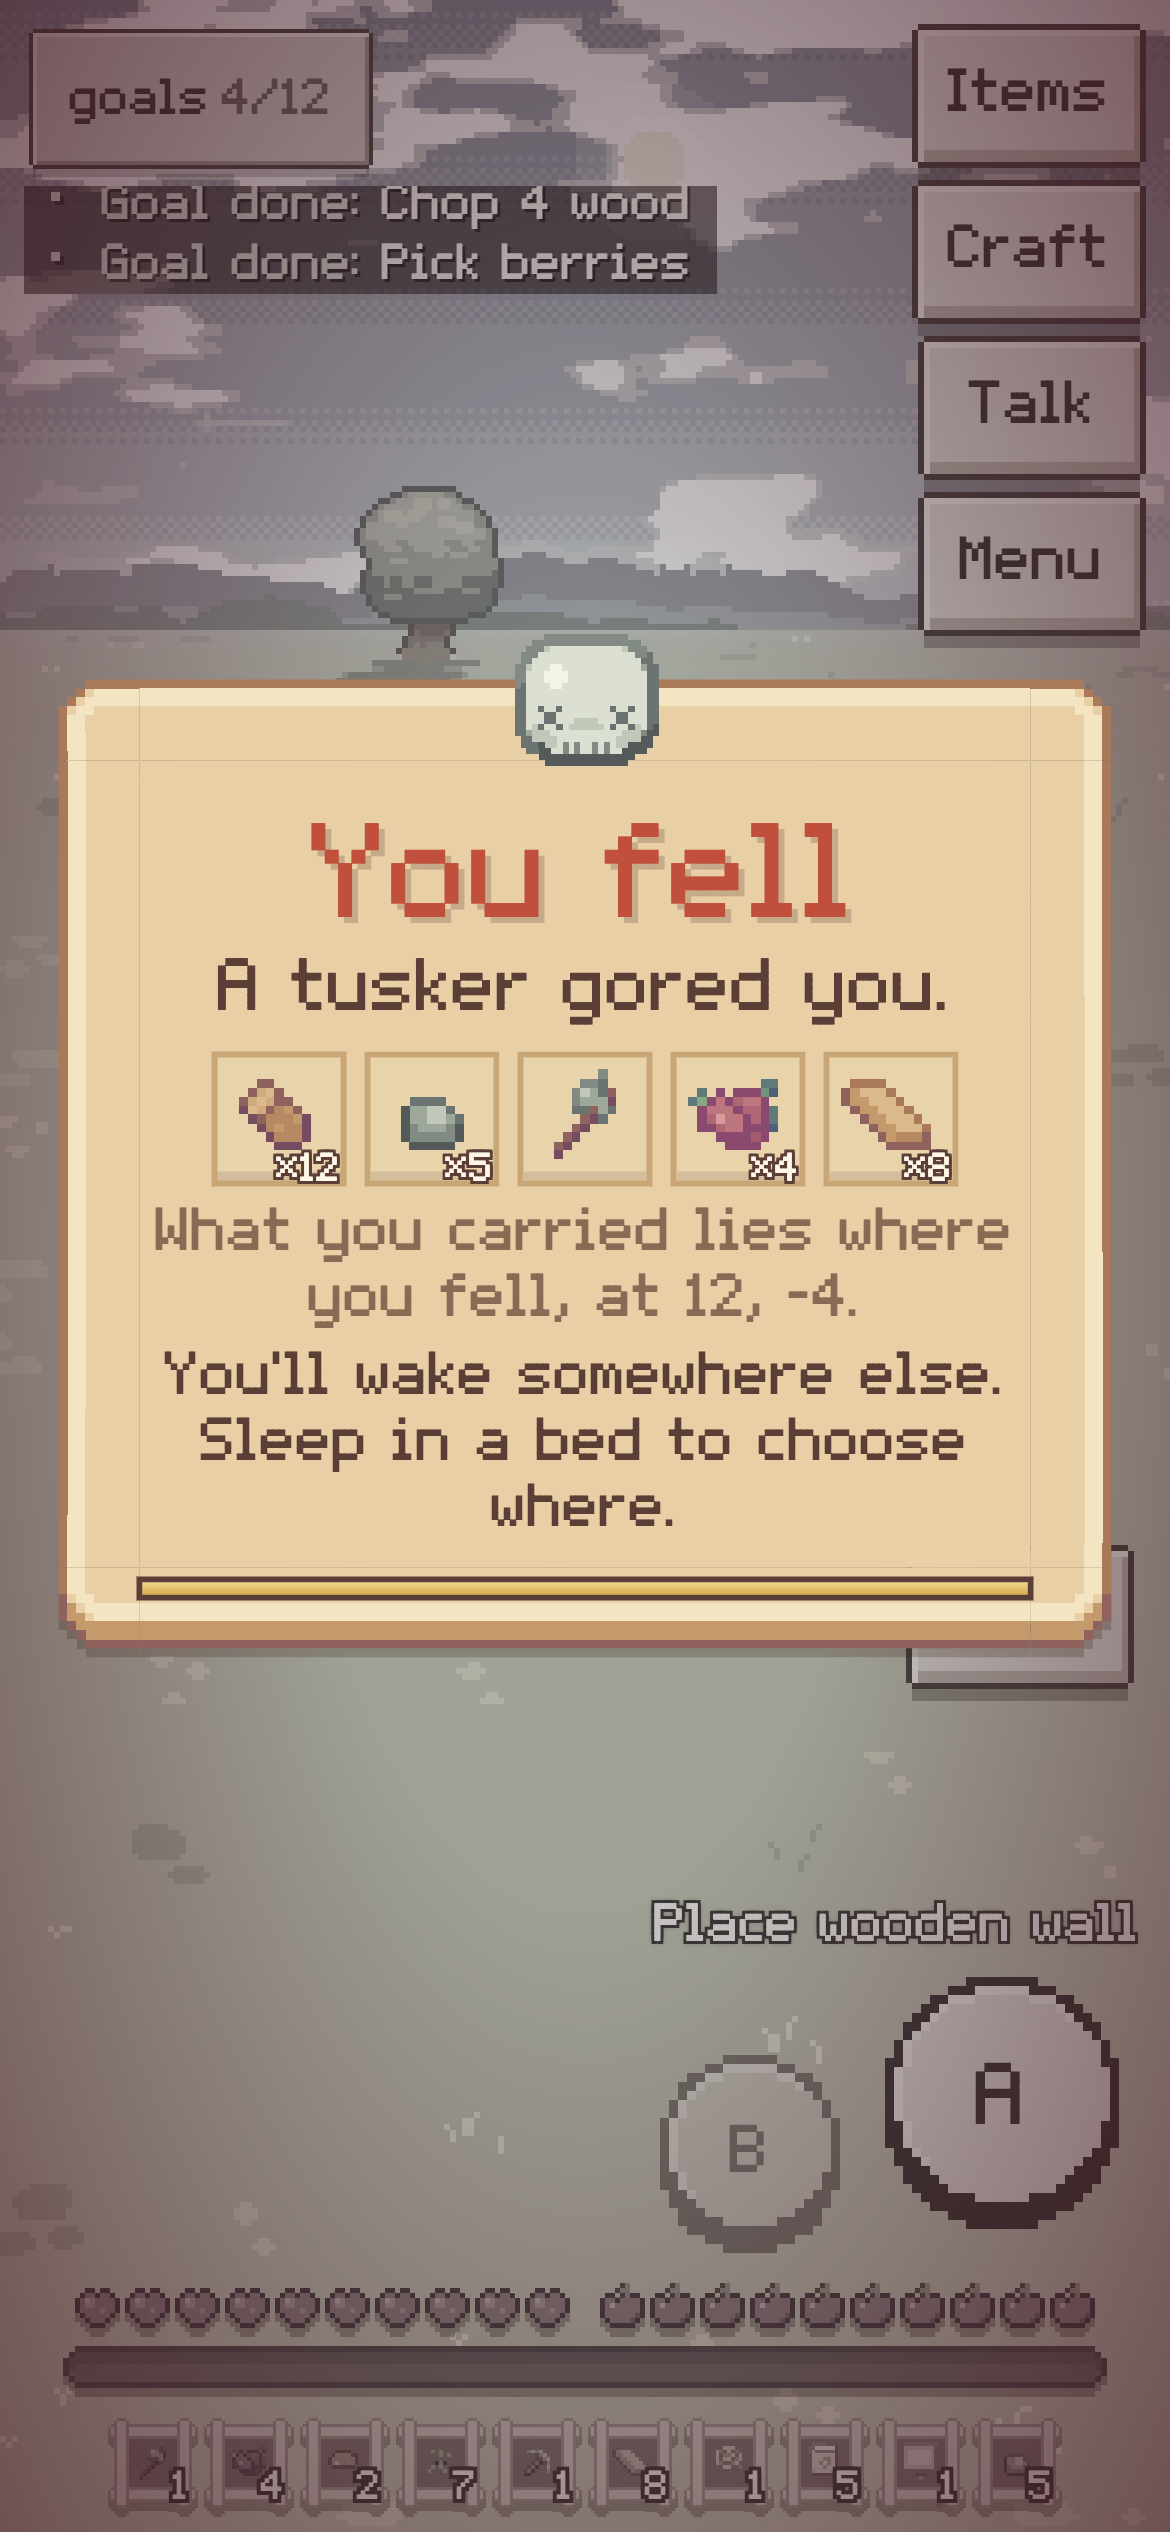 goals 4/12
Items
· Goal done: Chop 4 wood
· Goal done: Pick berries
Craft
Talk
Menu
You fell
A tusker gored you.
x12 x5 x4 x8
What you carried lies where
you fell, at 12, -4.
You'll wake somewhere else.
Sleep in a bed to choose
where.
Place wooden wall
A
B
1 4 2 7 1 8 1 5 1 5